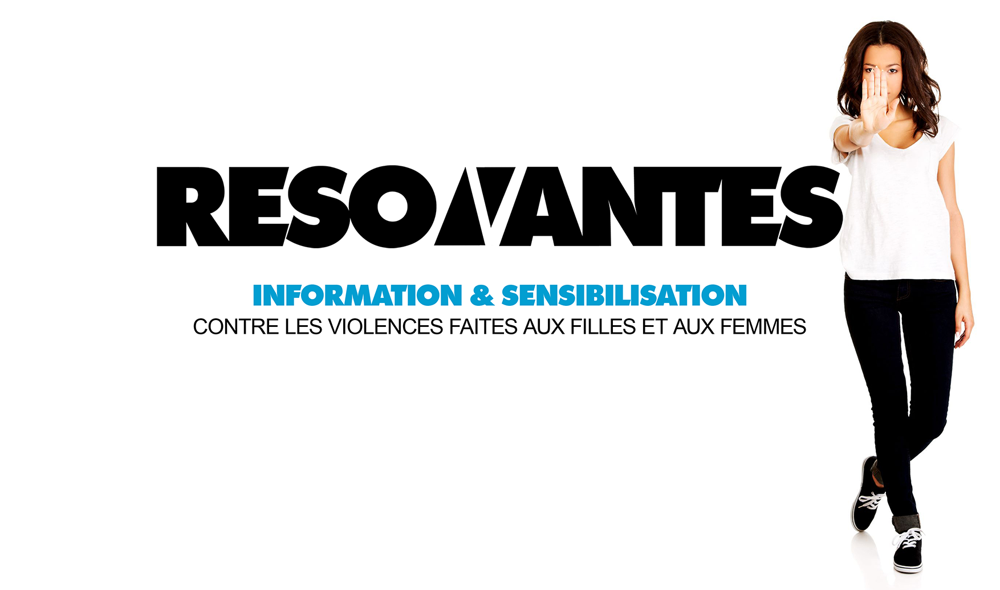 RESONANTES
INFORMATION & SENSIBILISATION
CONTRE LES VIOLENCES FAITES AUX FILLES ET AUX FEMMES